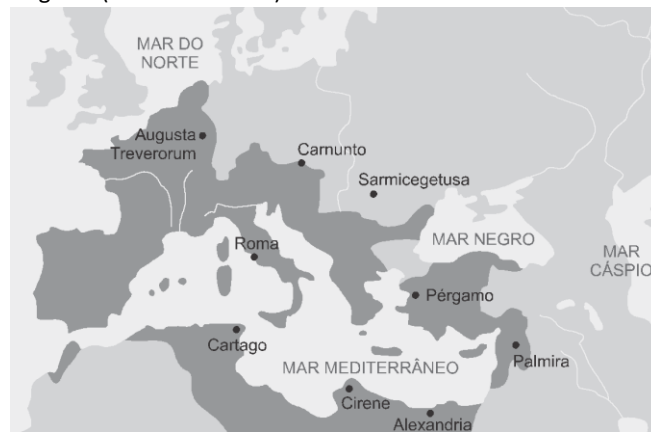 MAR DO
NORTE
Augusta
Treverorum
Carnunto
Sarmicegetusa
Roma
MAR NEGRO
MAR
CÁSPIO
Pérgamo
Cartago
MAR MEDITERRÂNEO
Palmira
Cirene
Alexandria